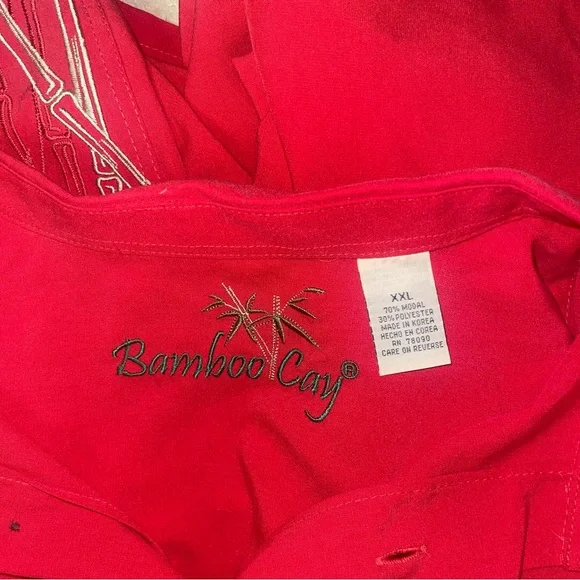 Bamboo Cay®
XXL
70% MODAL
30% POLYESTER
MADE IN KOREA
HECHO EN COREA
RN 78090
CARE ON REVERSE